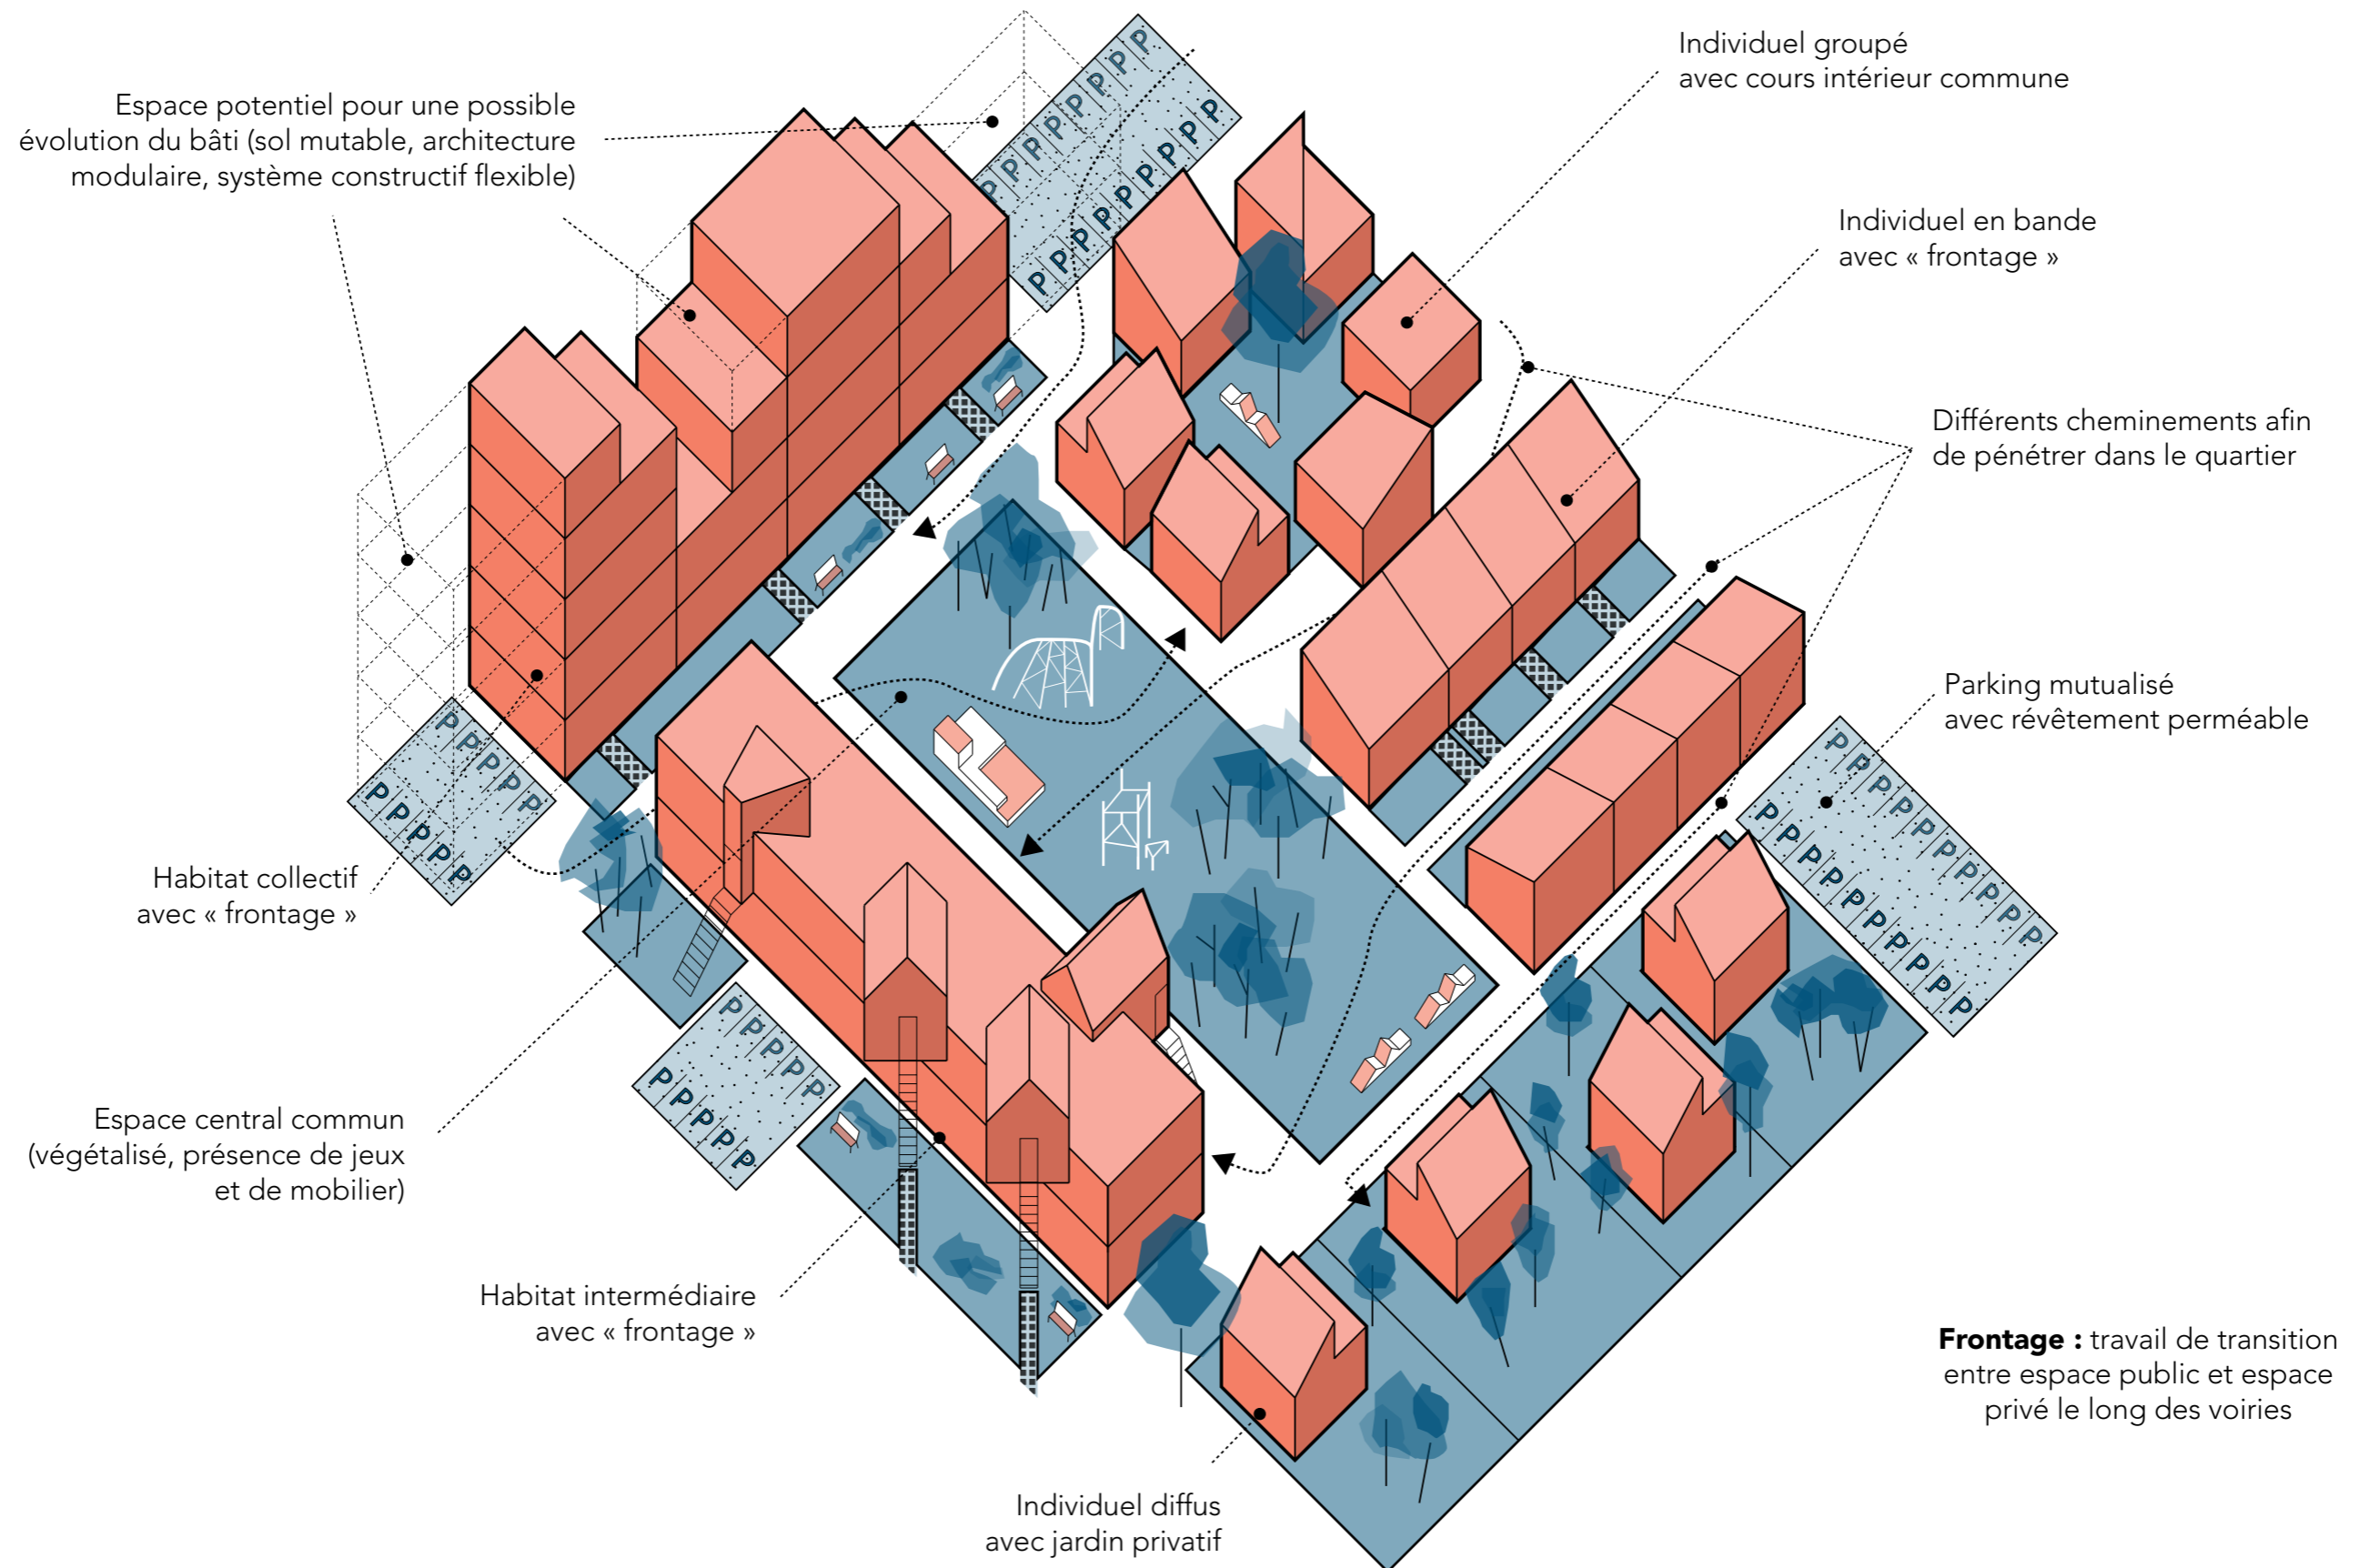 Espace potentiel pour une possible
évolution du bâti (sol mutable, architecture
modulaire, système constructif flexible)
Individuel groupé
avec cours intérieur commune
Individuel en bande
avec « frontage »
Différents cheminements afin
de pénétrer dans le quartier
Parking mutualisé
avec révêtement perméable
Habitat collectif
avec « frontage »
Espace central commun
(végétalisé, présence de jeux
et de mobilier)
Habitat intermédiaire
avec « frontage »
Individuel diffus
avec jardin privatif
Frontage : travail de transition
entre espace public et espace
privé le long des voiries
P P P P P P P P
P P P P P P P P P
P P P P P
P P P P P
P P P P P
P P P P P
P P P P P P P P P P
P P P P P P P P P P